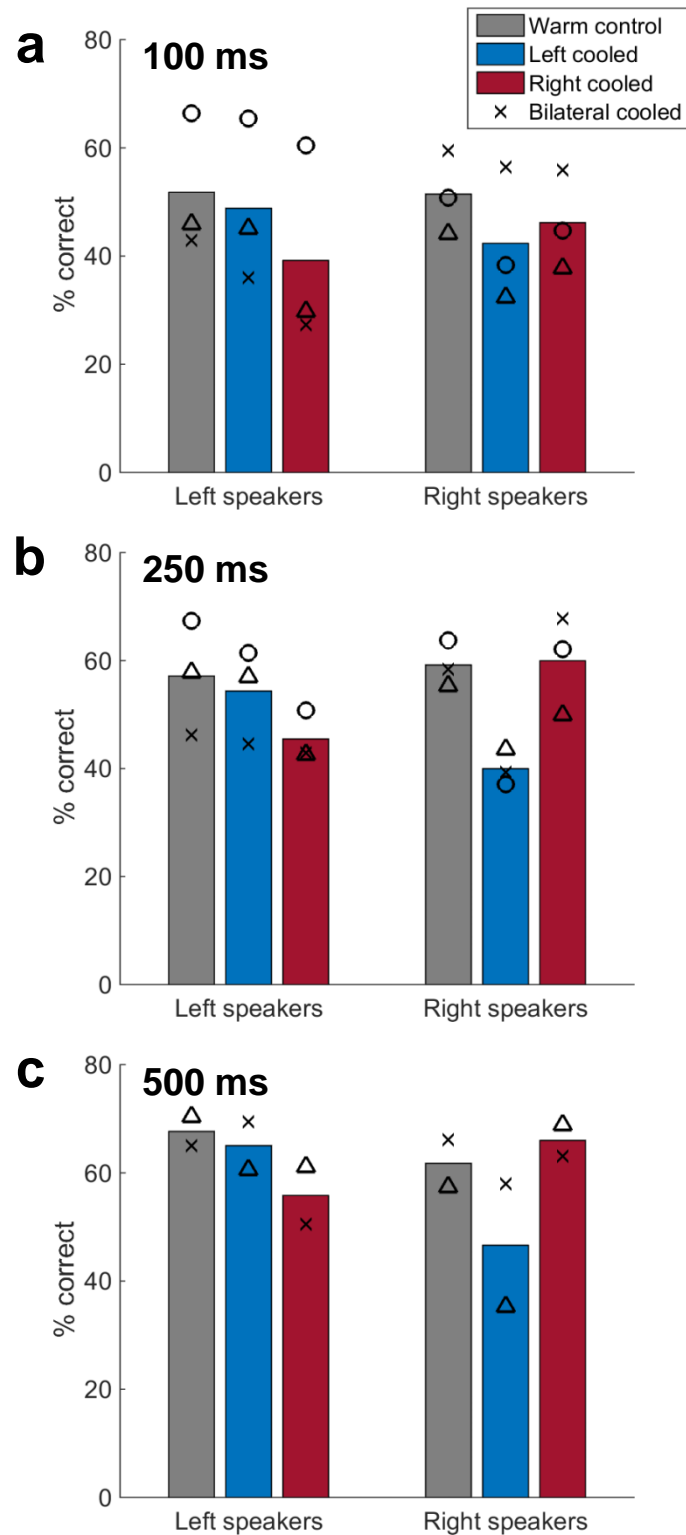 a
100 ms
Warm control
Left cooled
Right cooled
Bilateral cooled
80
60
40
20
0
% correct
Left speakers
Right speakers
b
250 ms
80
60
40
20
0
% correct
Left speakers
Right speakers
c
500 ms
80
60
40
20
0
% correct
Left speakers
Right speakers